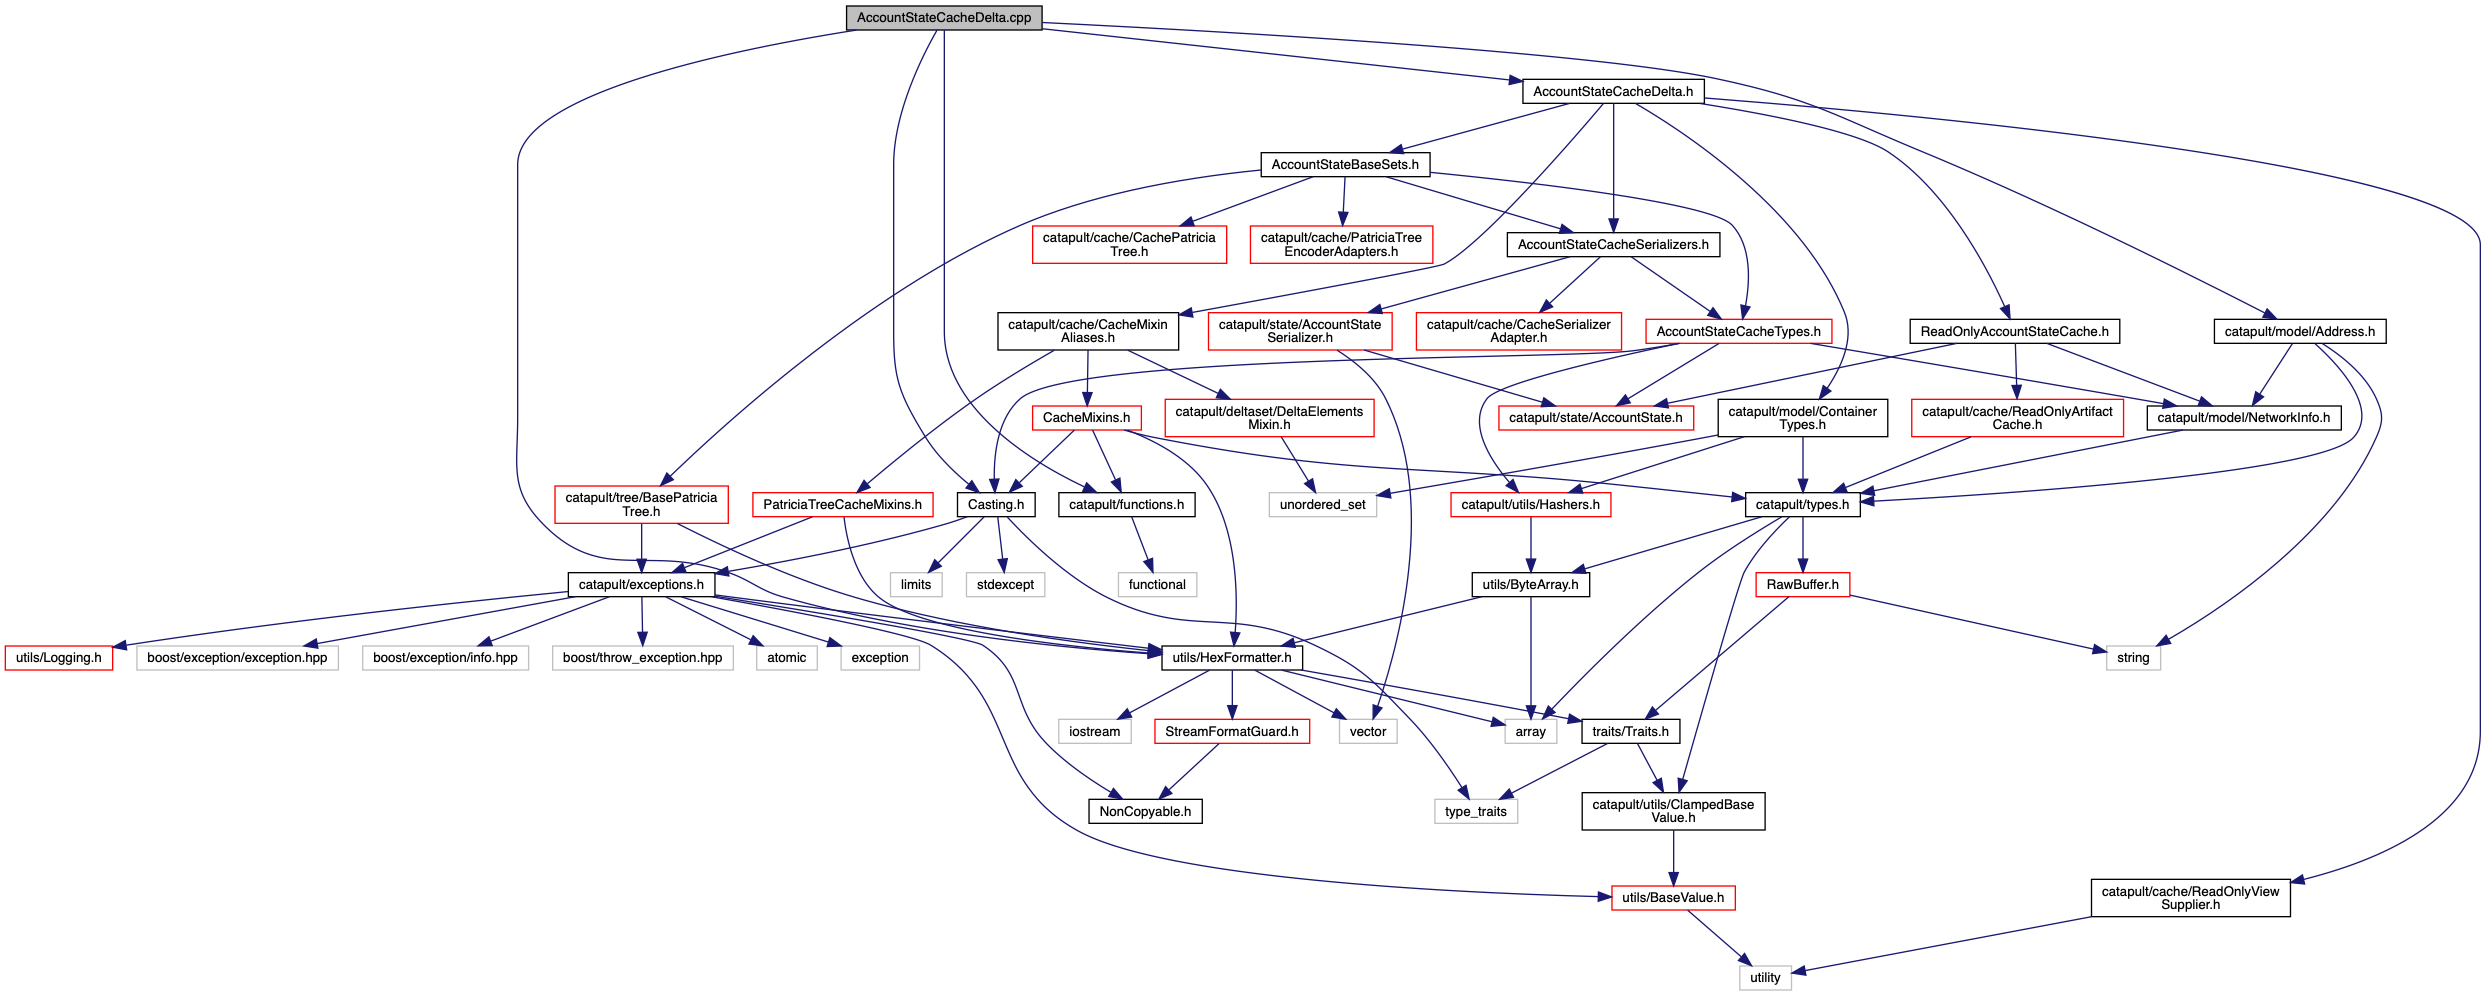 AccountStateCacheDelta.cpp
AccountStateCacheDelta.h
AccountStateBaseSets.h
catapult/cache/CachePatricia
Tree.h
catapult/cache/PatriciaTree
EncoderAdapters.h
AccountStateCacheSerializers.h
catapult/cache/CacheMixin
Aliases.h
catapult/state/AccountState
Serializer.h
catapult/cache/CacheSerializer
Adapter.h
AccountStateCacheTypes.h
ReadOnlyAccountStateCache.h
catapult/model/Address.h
CacheMixins.h
catapult/deltaset/DeltaElements
Mixin.h
catapult/state/AccountState.h
catapult/model/Container
Types.h
catapult/cache/ReadOnlyArtifact
Cache.h
catapult/model/NetworkInfo.h
catapult/tree/BasePatricia
Tree.h
PatriciaTreeCacheMixins.h
Casting.h
catapult/functions.h
unordered_set
catapult/utils/Hashers.h
catapult/types.h
catapult/exceptions.h
limits
stdexcept
functional
utils/ByteArray.h
RawBuffer.h
utils/Logging.h
boost/exception/exception.hpp
boost/exception/info.hpp
boost/throw_exception.hpp
atomic
exception
utils/HexFormatter.h
string
iostream
StreamFormatGuard.h
vector
array
traits/Traits.h
NonCopyable.h
type_traits
catapult/utils/ClampedBase
Value.h
utils/BaseValue.h
catapult/cache/ReadOnlyView
Supplier.h
utility